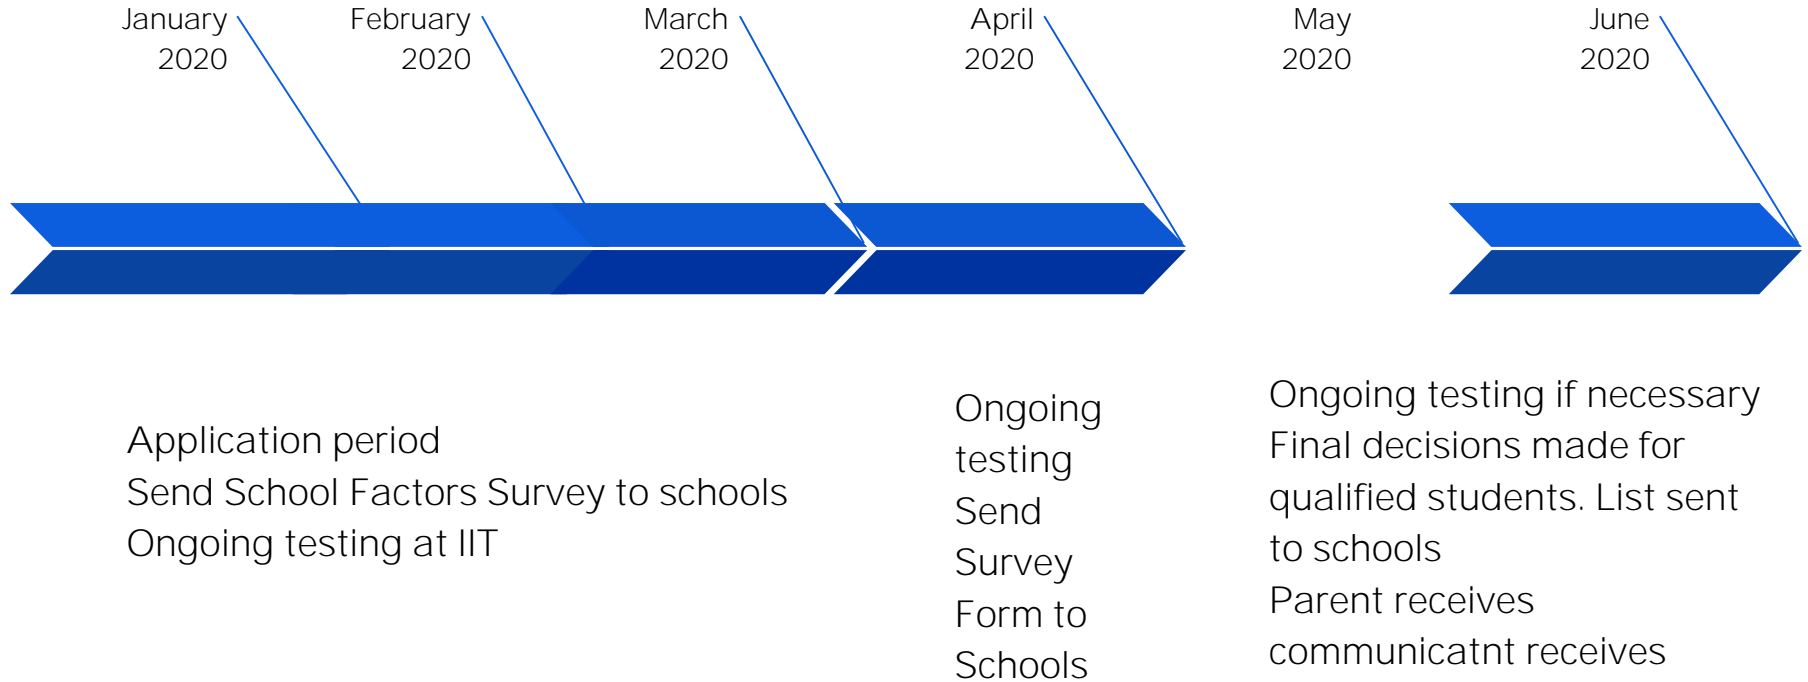 January
2020
February
2020
March
2020
April
2020
May
2020
June
2020
Application period
Send School Factors Survey to schools
Ongoing testing at IIT
Ongoing
testing
Send
Survey
Form to
Schools
Ongoing testing if necessary
Final decisions made for
qualified students. List sent
to schools
Parent receives
communicatnt receives